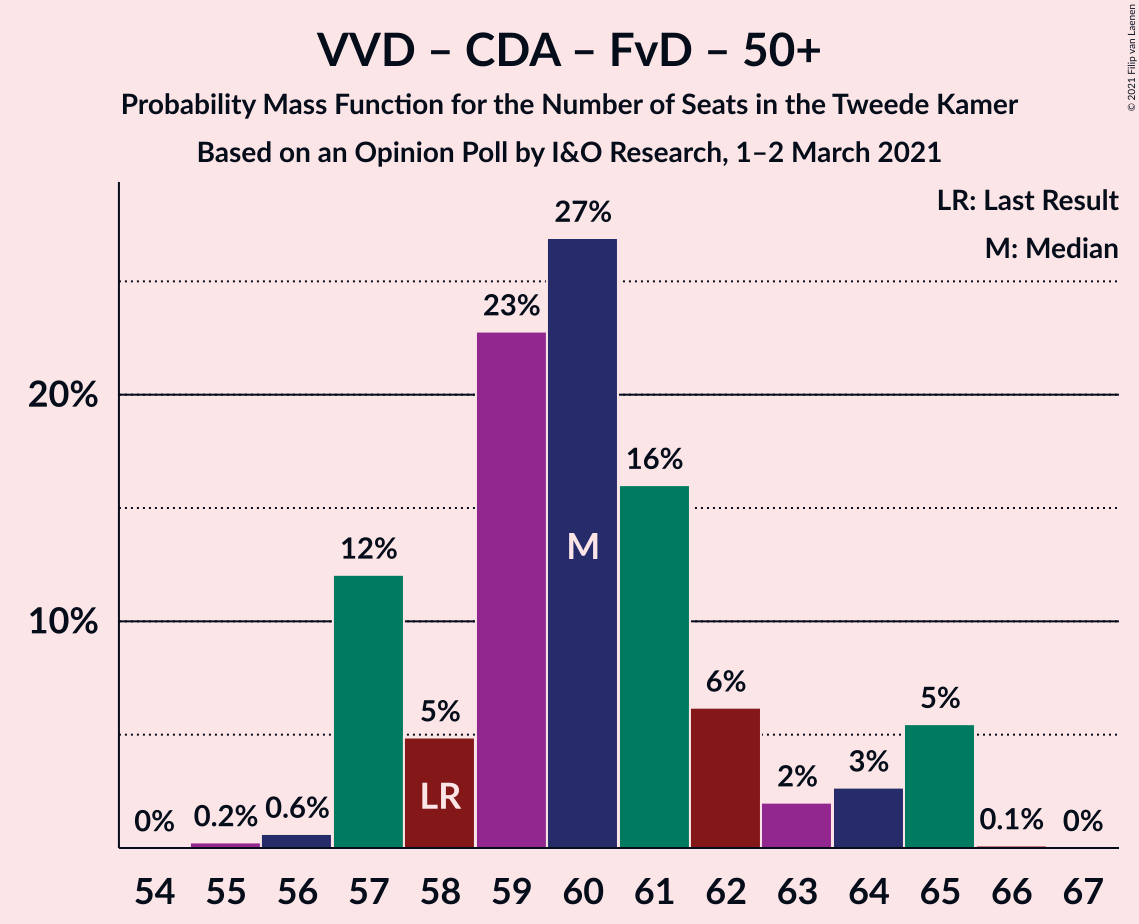 VVD – CDA – FvD – 50+
Probability Mass Function for the Number of Seats in the Tweede Kamer
Based on an Opinion Poll by I&O Research, 1–2 March 2021
© 2021 Filip van Laenen
LR: Last Result
M: Median
27%
23%
20%
16%
12%
10%
6%
5%
5%
3%
2%
0%
0.2%
0.6%
0.1%
0%
M
LR
54 55 56 57 58 59 60 61 62 63 64 65 66 67